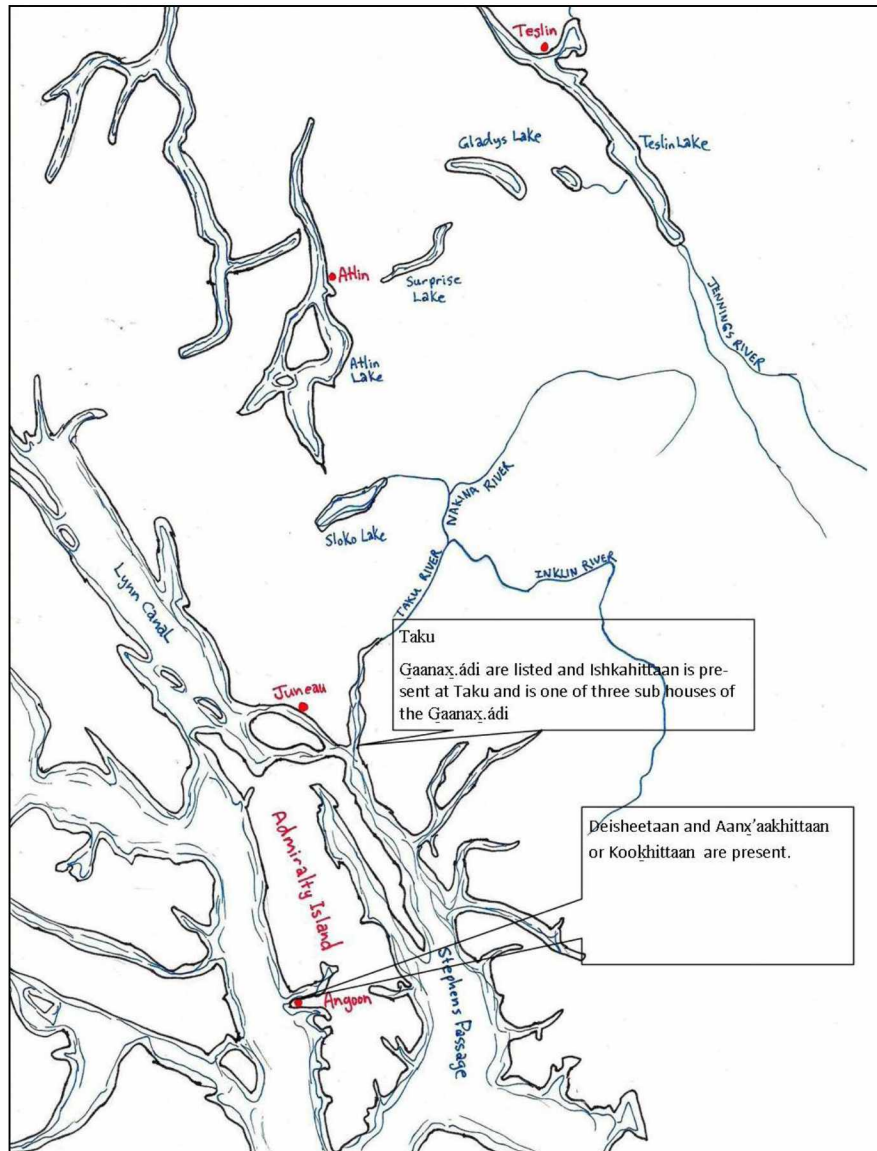 Teslin
Gladys Lake
Teslin Lake
Atlin
Surprise
Lake
JENNINGS RIVER
Atlin
Lake
NAKINA RIVER
Sloko Lake
INKLIN RIVER
TAKU RIVER
Lynn Canal
Taku
G̱aanax̱.ádi are listed and Ishkahittaan is pre-
sent at Taku and is one of three sub houses of
the G̱aanax̱.ádi
Juneau
Admiralty Island
Deisheetaan and Aanx̱’aakhittaan
or Kooḵhittaan are present.
Stephens Passage
Angoon